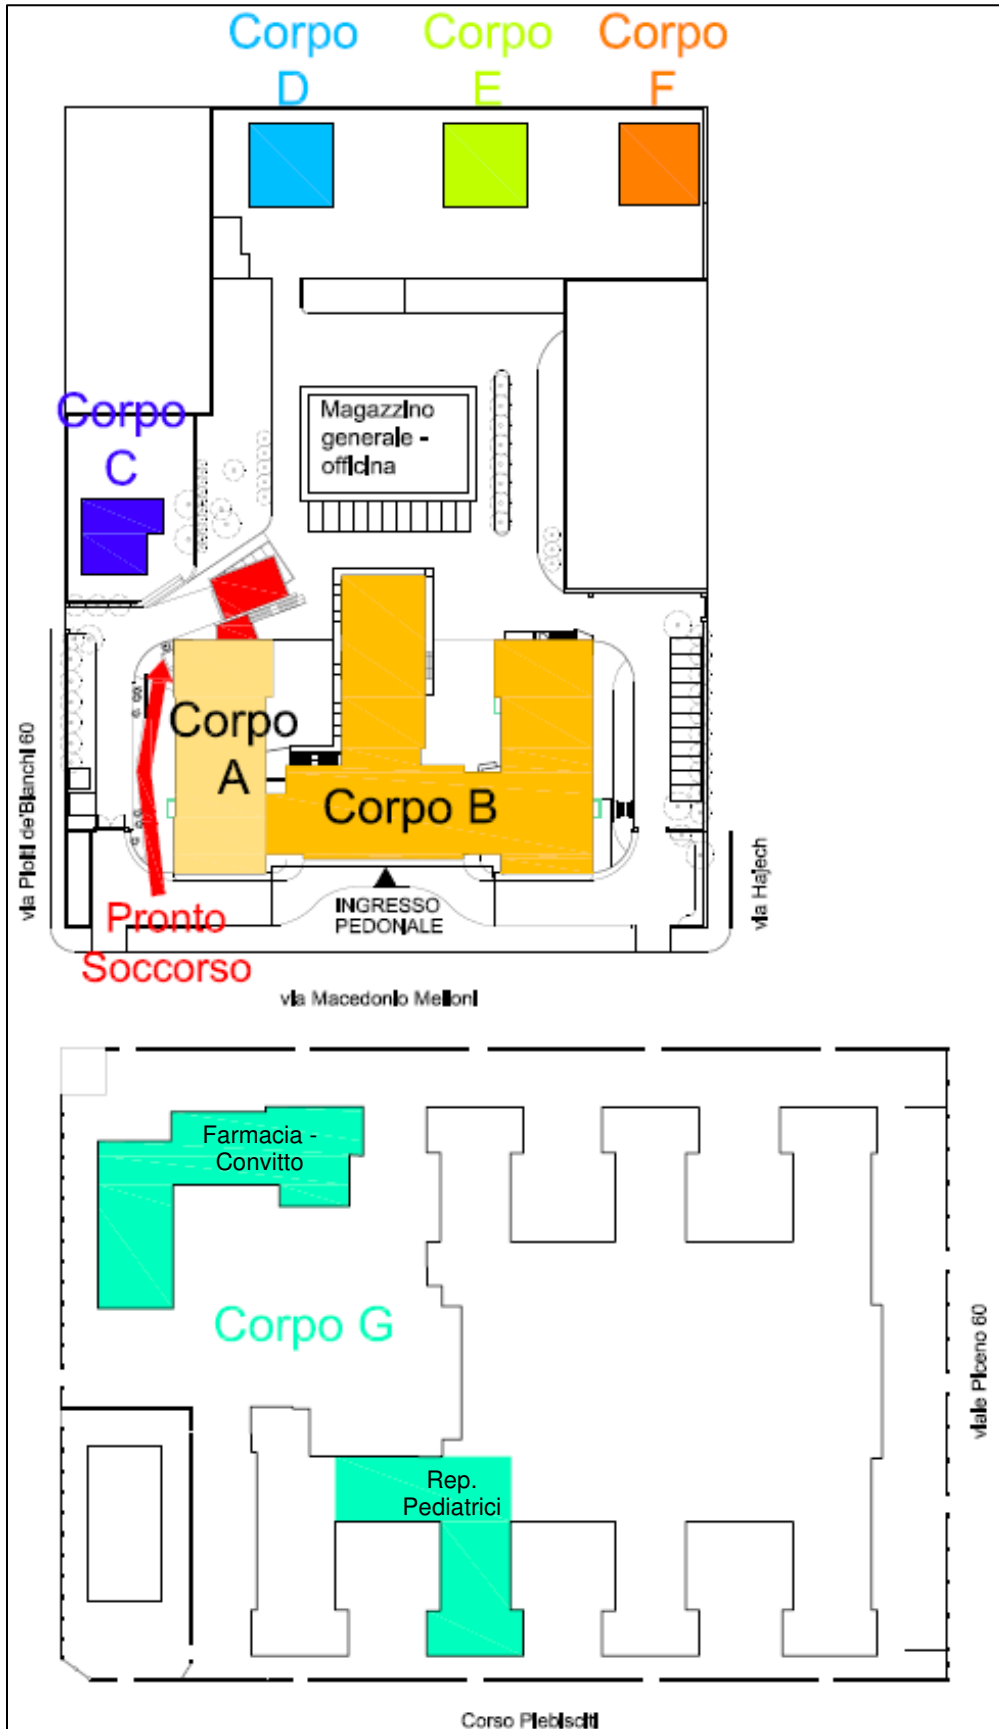 Corpo
D
Corpo
E
Corpo
F
Magazzino
generale -
officina
Corpo
C
Corpo
A
Corpo B
via Plotti de'Bianchi 60
via Hajech
INGRESSO
PEDONALE
Pronto
Soccorso
via Macedonio Melloni
Farmacia -
Convitto
Corpo G
viale Piceno 60
Rep.
Pediatrici
Corso Plebisciti